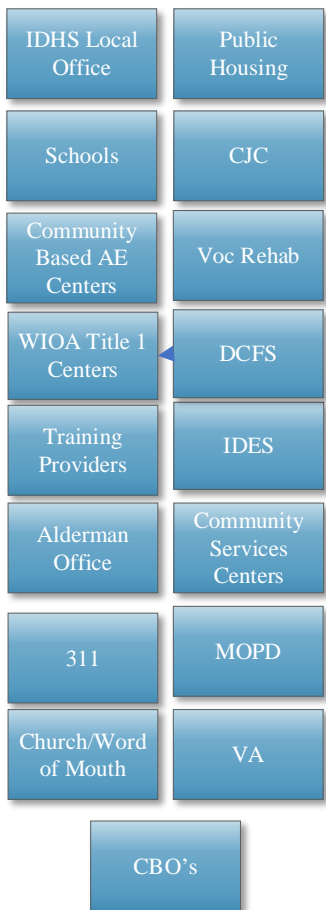 IDHS Local
Office
Public
Housing
Schools
CJC
Community
Based AE
Centers
Voc Rehab
WIOA Title 1
Centers
DCFS
Training
Providers
IDES
Alderman
Office
Community
Services
Centers
311
MOPD
Church/Word
of Mouth
VA
CBO's